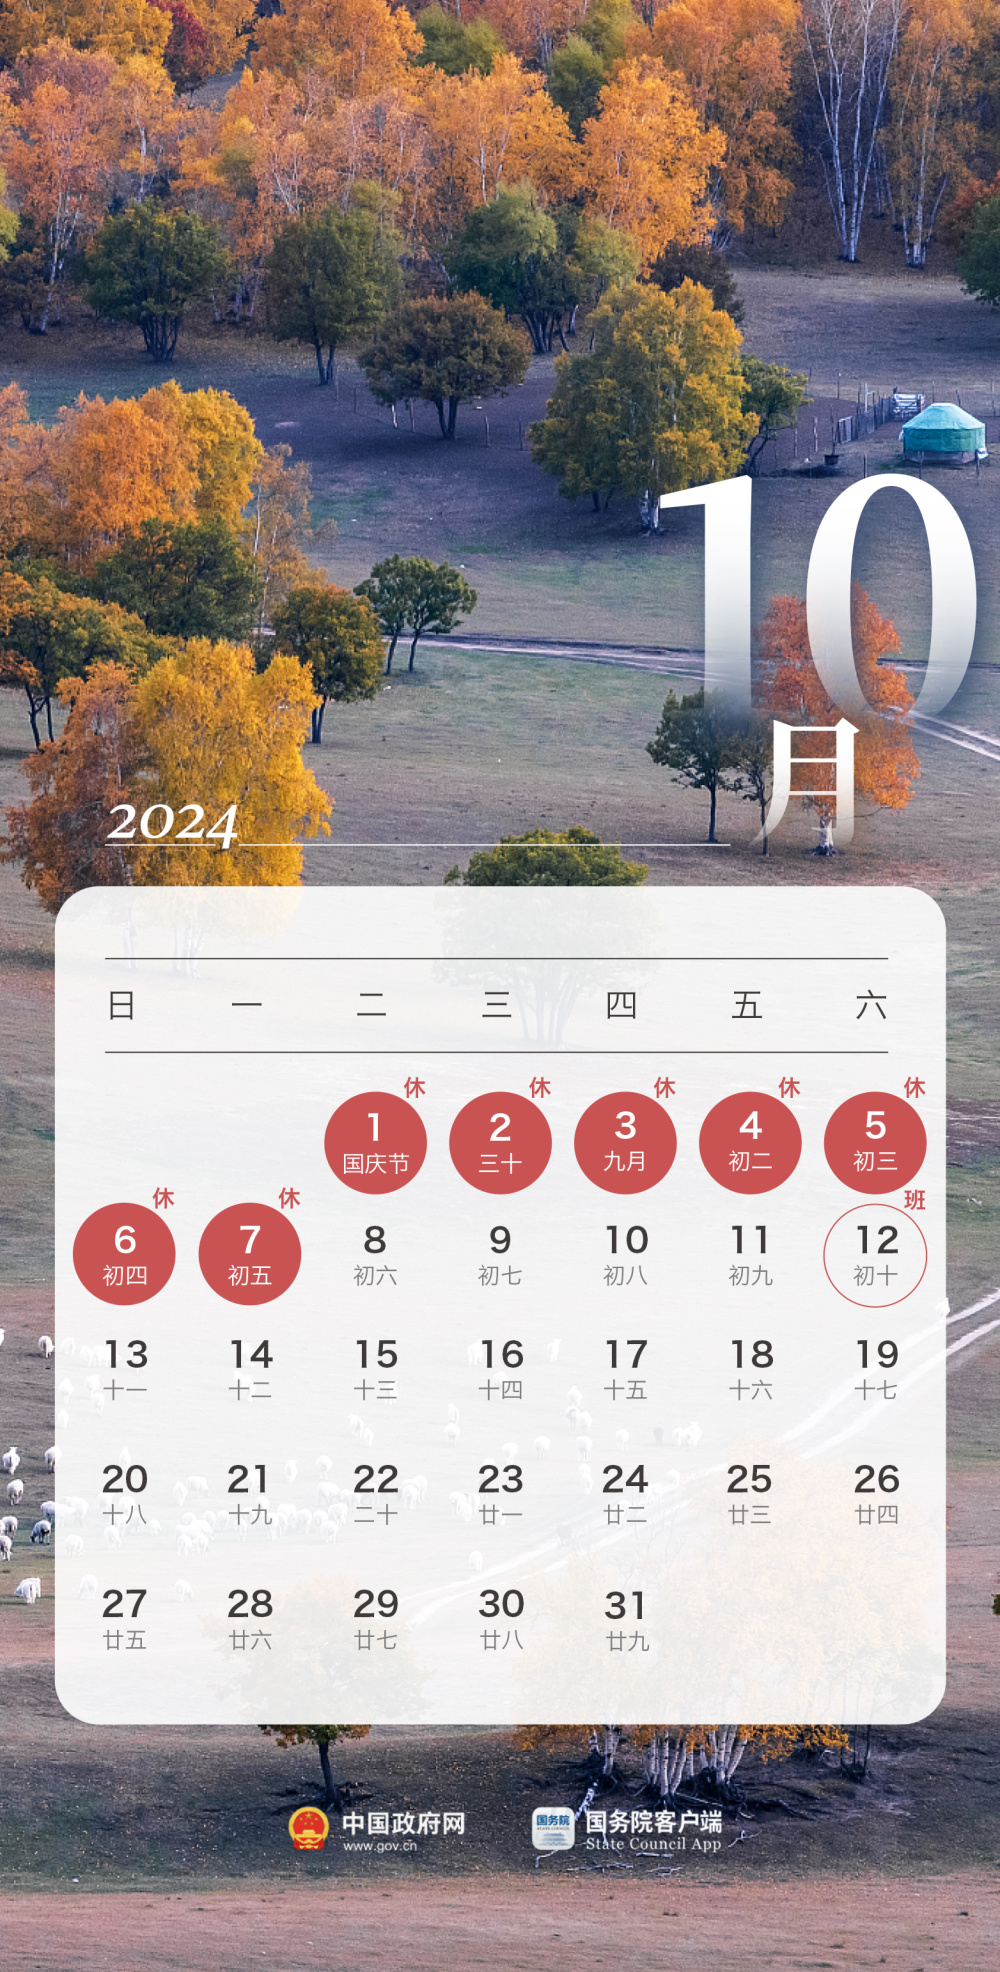 10
月
2024
日 一 二 三 四 五 六
休 休 休 休 休
1 2 3 4 5
国庆节 三十 九月 初二 初三
休 休 班
6 7 8 9 10 11 12
初四 初五 初六 初七 初八 初九 初十
13 14 15 16 17 18 19
十一 十二 十三 十四 十五 十六 十七
20 21 22 23 24 25 26
十八 十九 二十 廿一 廿二 廿三 廿四
27 28 29 30 31
廿五 廿六 廿七 廿八 廿九
中国政府网 国务院 国务院客户端
www.gov.cn State Council App